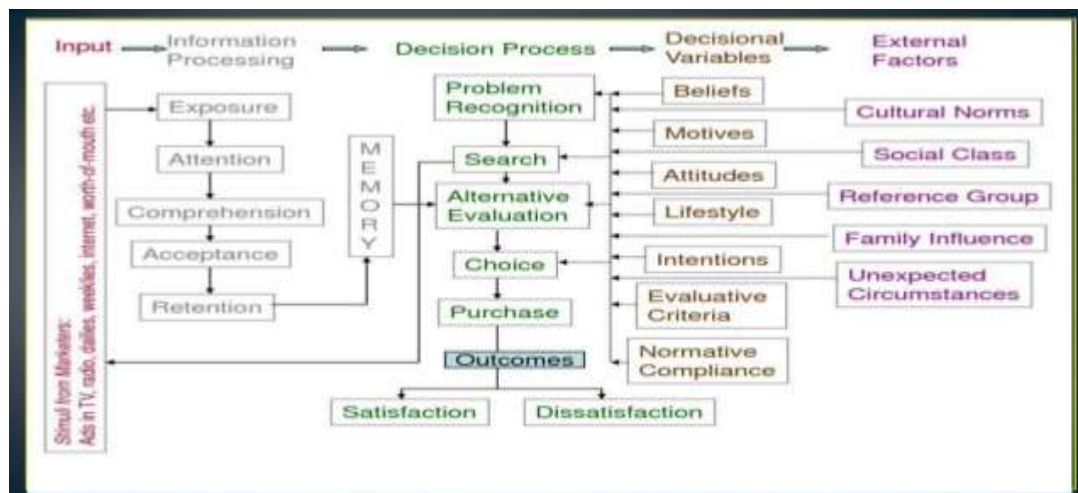 Input
Information
Processing
Decision Process
Decisional
Variables
External
Factors
Stimuli from Marketers:
Ads in TV, radio, dailies, weeklies, internet, worth-of-mouth etc.
Exposure
Attention
Comprehension
Acceptance
Retention
MEMORY
Problem
Recognition
Search
Alternative
Evaluation
Choice
Purchase
Outcomes
Satisfaction
Dissatisfaction
Beliefs
Motives
Attitudes
Lifestyle
Intentions
Evaluative
Criteria
Normative
Compliance
Cultural Norms
Social Class
Reference Group
Family Influence
Unexpected
Circumstances